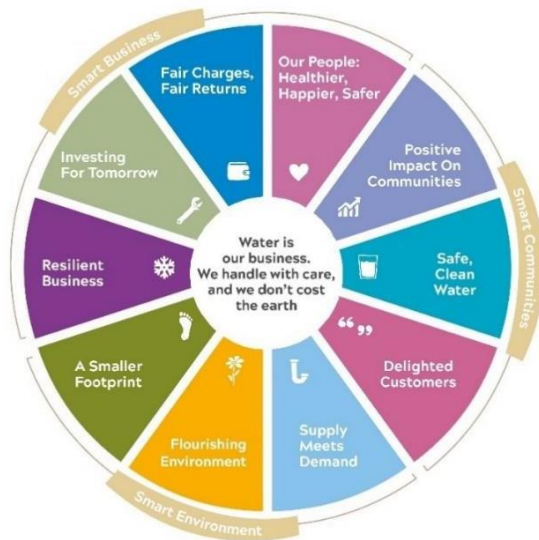 Smart Business
Fair Charges,
Fair Returns
Our People:
Healthier,
Happier, Safer
Investing
For Tomorrow
Positive
Impact On
Communities
Smart Communities
Resilient
Business
Water is
our business.
We handle with care,
and we don't cost
the earth
Safe,
Clean
Water
A Smaller
Footprint
“ ”
Delighted
Customers
Flourishing
Environment
Supply
Meets
Demand
Smart Environment